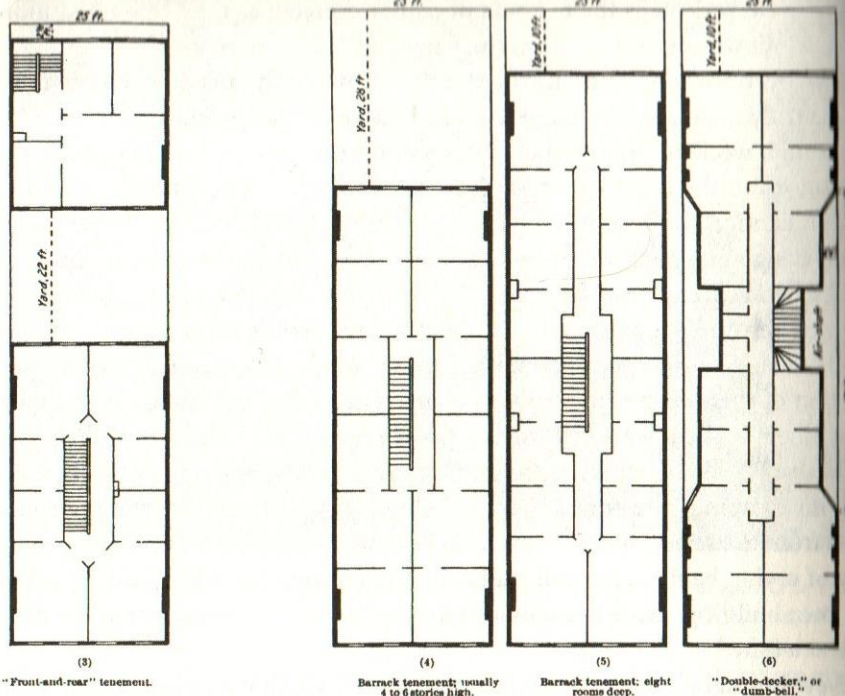 25 ft.
25 ft
25 ft
25 ft.
Yard, 10 ft
Yard, 10 ft
Yard, 28 ft
Yard, 22 ft
Air-shaft
(3)
(4)
(5)
(6)
"Front-and-rear" tenement.
Barrack tenement; usually
4 to 6 stories high.
Barrack tenement; eight
rooms deep.
"Double-decker," or
"dumb-bell."